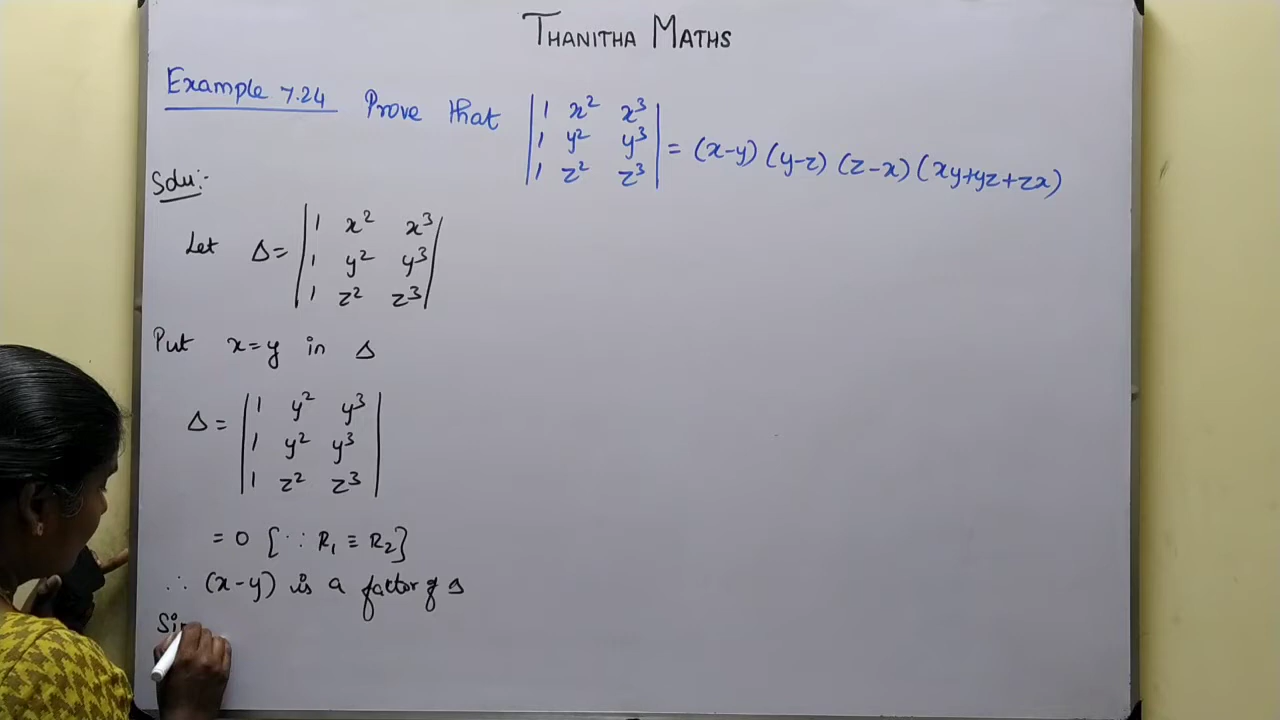 THANITHA MATHS
Example 7.24 Prove that | 1 x² x³ |
| 1 y² y³ | = (x-y) (y-z) (z-x) (xy+yz+zx)
| 1 z² z³ |
Solu:-
Let Δ = | 1 x² x³ |
| 1 y² y³ |
| 1 z² z³ |
Put x=y in Δ
Δ = | 1 y² y³ |
| 1 y² y³ |
| 1 z² z³ |
= 0 [∵ R₁ ≡ R₂]
∴ (x-y) is a factor of Δ